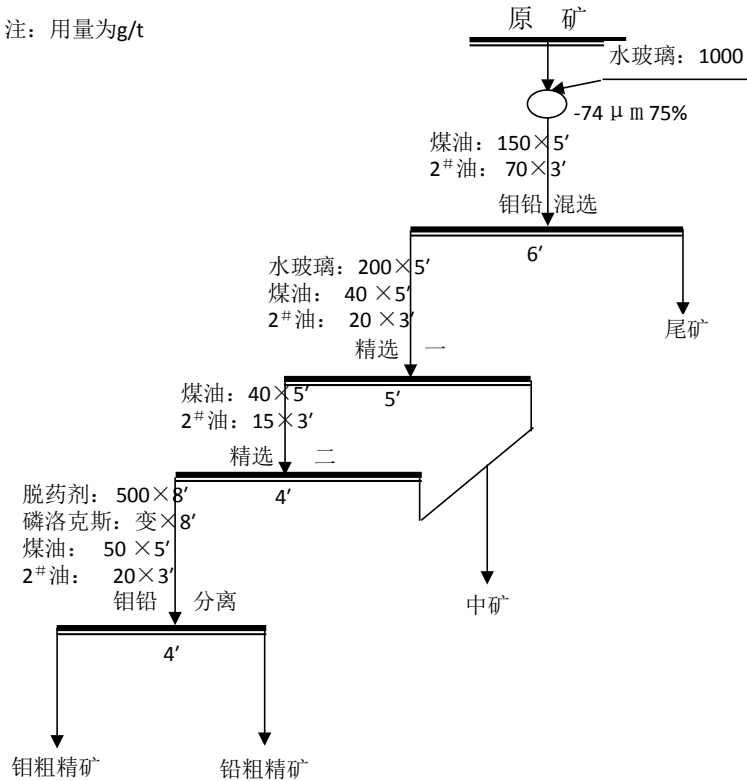 注：用量为g/t
原 矿
水玻璃：1000
-74 μm 75%
煤油：150×5′
2#油： 70×3′
钼铅 混选
6′
水玻璃：200×5′
煤油： 40 ×5′
2#油： 20 ×3′
尾矿
精选 一
5′
煤油：40×5′
2#油：15×3′
精选 二
4′
脱药剂：500×8′
磷洛克斯：变×8′
煤油： 50 ×5′
2#油： 20×3′
钼铅 分离
中矿
4′
钼粗精矿
铅粗精矿